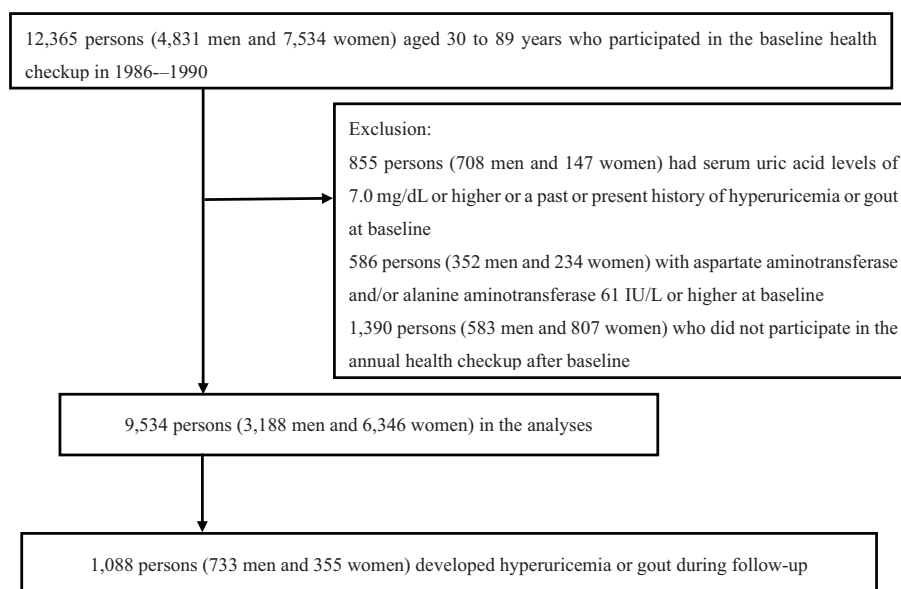 12,365 persons (4,831 men and 7,534 women) aged 30 to 89 years who participated in the baseline health
checkup in 1986-–1990
Exclusion:
855 persons (708 men and 147 women) had serum uric acid levels of
7.0 mg/dL or higher or a past or present history of hyperuricemia or gout
at baseline
586 persons (352 men and 234 women) with aspartate aminotransferase
and/or alanine aminotransferase 61 IU/L or higher at baseline
1,390 persons (583 men and 807 women) who did not participate in the
annual health checkup after baseline
9,534 persons (3,188 men and 6,346 women) in the analyses
1,088 persons (733 men and 355 women) developed hyperuricemia or gout during follow-up